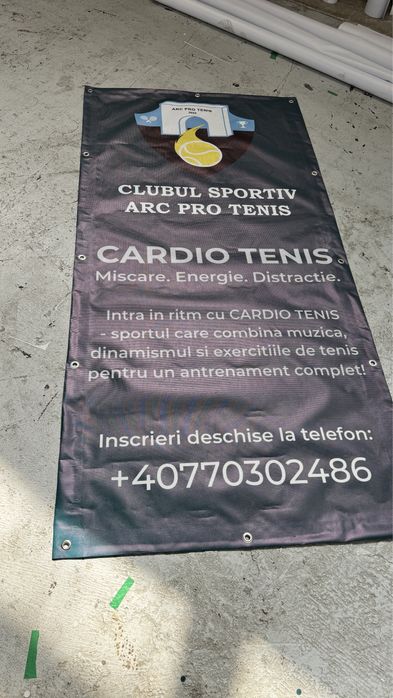 ARC PRO TENIS
CLUBUL SPORTIV
ARC PRO TENIS
CARDIO TENIS
Miscare. Energie. Distractie.
Intra in ritm cu CARDIO TENIS
- sportul care combina muzica,
dinamismul si exercitiile de tenis
pentru un antrenament complet!
Inscrieri deschise la telefon:
+40770302486